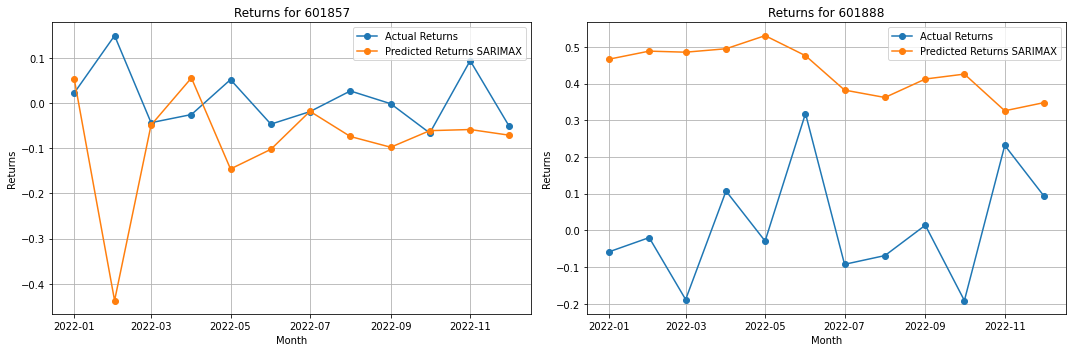 Returns for 601857
Actual Returns
Predicted Returns SARIMAX
Returns
0.1
0.0
−0.1
−0.2
−0.3
−0.4
2022-01
2022-03
2022-05
2022-07
2022-09
2022-11
Month
Returns for 601888
Actual Returns
Predicted Returns SARIMAX
Returns
0.5
0.4
0.3
0.2
0.1
0.0
−0.1
−0.2
2022-01
2022-03
2022-05
2022-07
2022-09
2022-11
Month